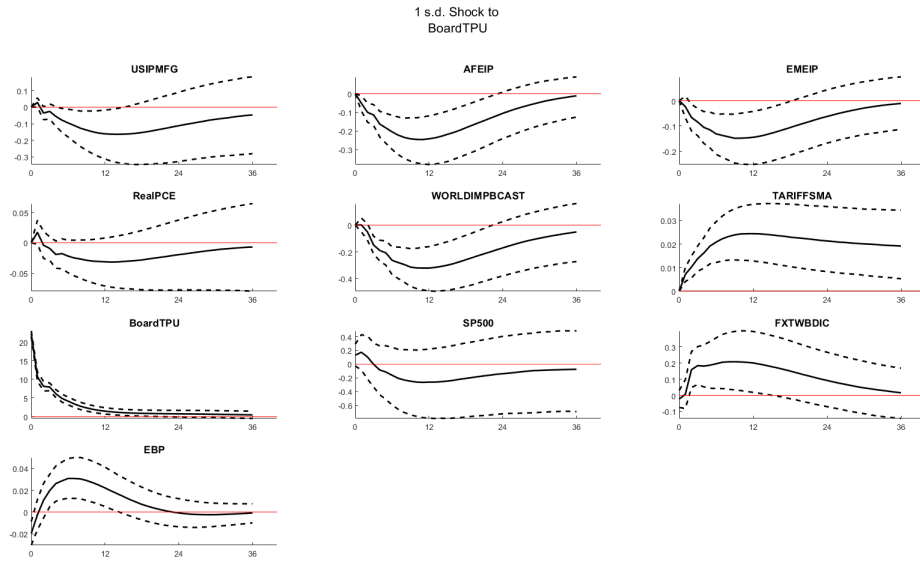 1 s.d. Shock to
BoardTPU
USIPMFG
0.1
0
-0.1
-0.2
-0.3
0 12 24 36
AFEIP
0
-0.1
-0.2
-0.3
0 12 24 36
EMEIP
0
-0.1
-0.2
0 12 24 36
RealPCE
0.05
0
-0.05
0 12 24 36
WORLDIMPBCAST
0
-0.2
-0.4
0 12 24 36
TARIFFSMA
0.03
0.02
0.01
0
0 12 24 36
BoardTPU
20
15
10
5
0
0 12 24 36
SP500
0.4
0.2
0
-0.2
-0.4
-0.6
0 12 24 36
FXTWBDIC
0.3
0.2
0.1
0
0.1
0 12 24 36
EBP
0.04
0.02
0
-0.02
0 12 24 36